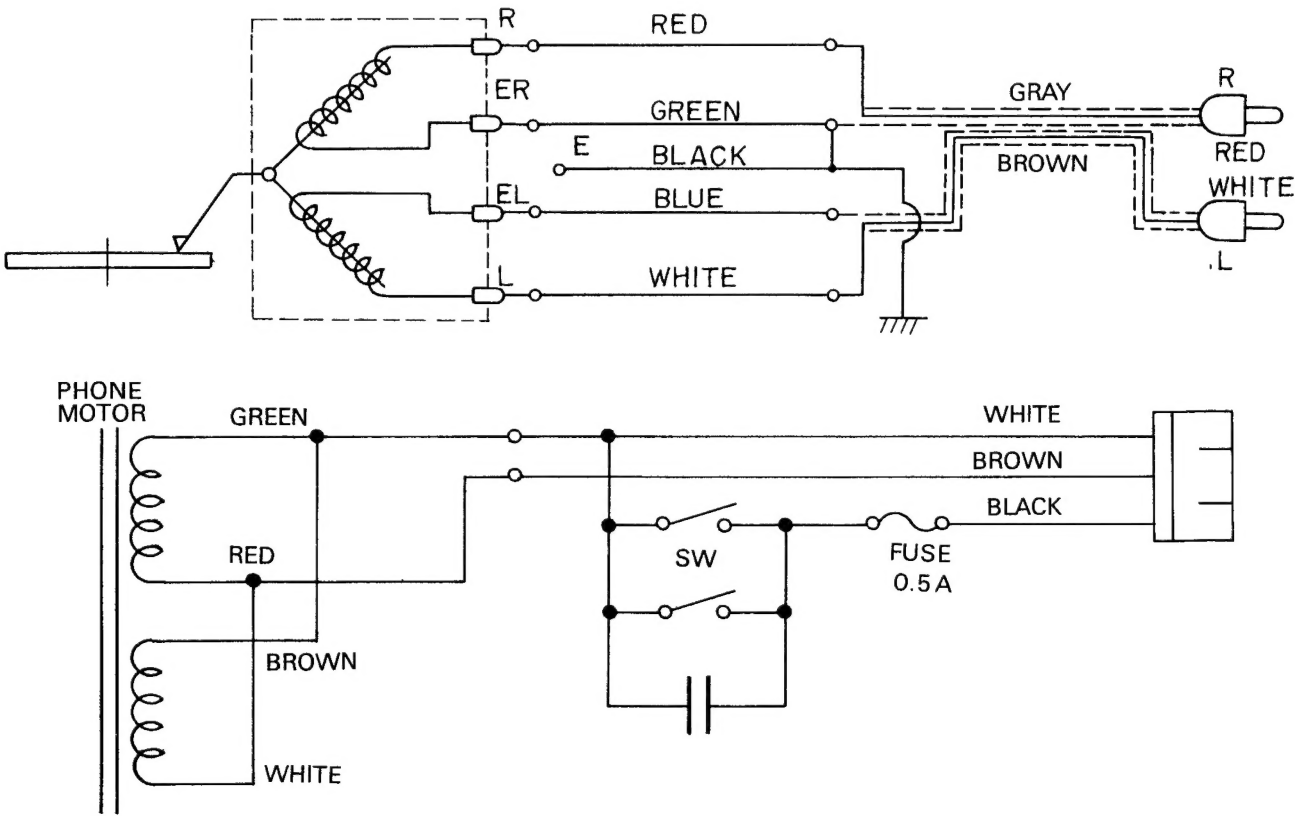 R
RED
ER
GREEN
GRAY
R
E
BLACK
BROWN
RED
WHITE
EL
BLUE
L
WHITE
.L
PHONE
MOTOR
GREEN
WHITE
BROWN
BLACK
SW
FUSE
0.5A
RED
BROWN
WHITE